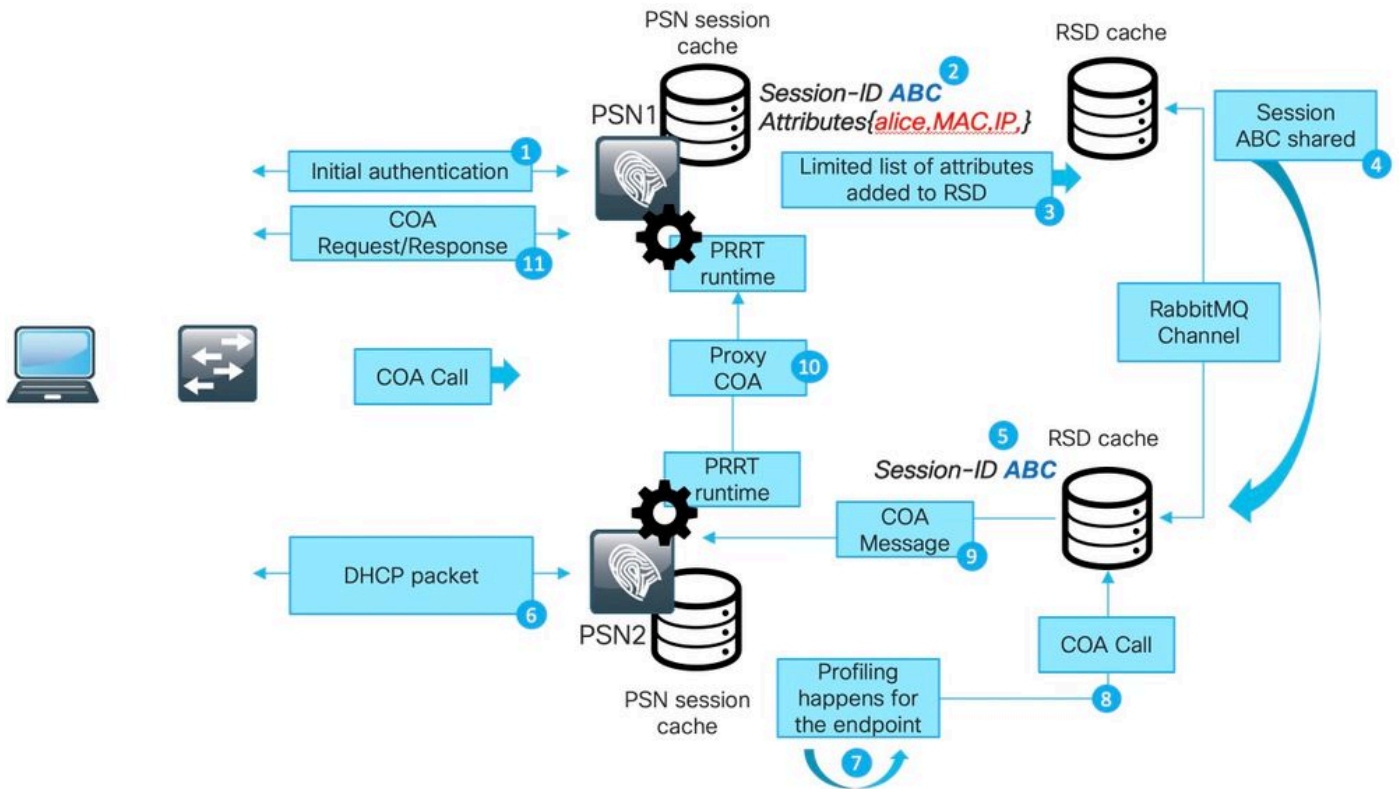 PSN session
cache
RSD cache
2
Session-ID ABC
Attributes{alice,MAC,IP,}
PSN1
Session
ABC shared
4
1
Initial authentication
Limited list of attributes
added to RSD
3
COA
Request/Response
11
PRRT
runtime
RabbitMQ
Channel
Proxy
COA
10
COA Call
5
RSD cache
Session-ID ABC
PRRT
runtime
COA
Message
9
DHCP packet
6
PSN2
COA Call
8
PSN session
cache
Profiling
happens for
the endpoint
7